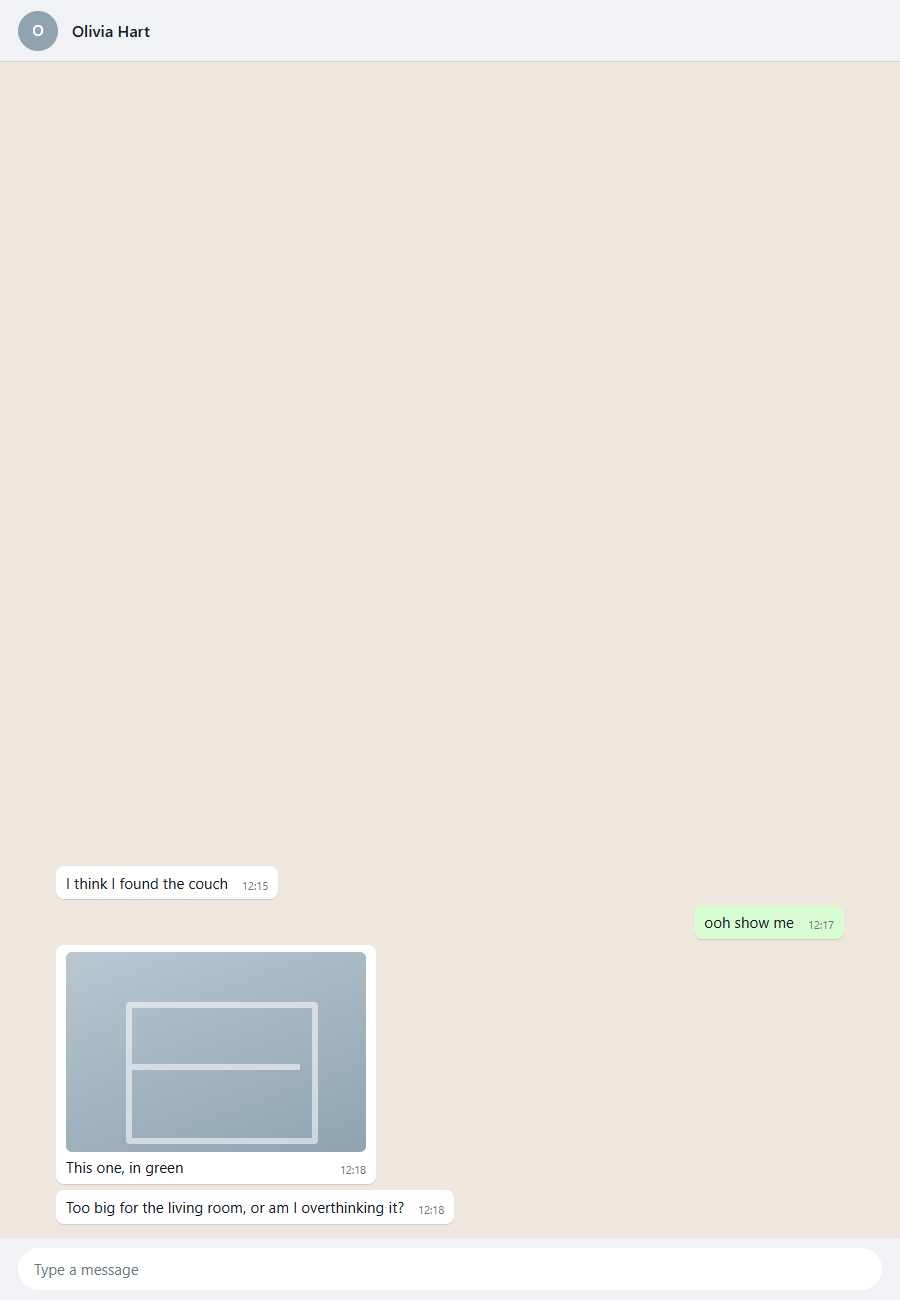 O
Olivia Hart
I think I found the couch 12:15
ooh show me 12:17
This one, in green 12:18
Too big for the living room, or am I overthinking it? 12:18
Type a message